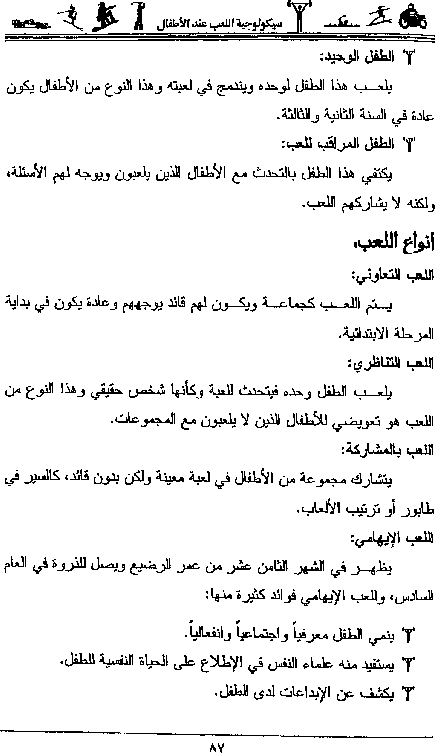 سيكولوجية اللعب عند الأطفال
الطفل الوحيد:
يلعب هذا الطفل لوحده ويندمج في لعبته وهذا النوع من الأطفال يكون
عادة في السنة الثانية والثالثة.
الطفل المراقب للعب:
يكتفي هذا الطفل بالتحدث مع الأطفال الذين يلعبون ويوجه لهم الأسئلة،
ولكنه لا يشاركهم اللعب.
أنواع اللعب:
اللعب التعاوني:
يتم اللعب كجماعة ويكون لهم قائد يوجههم وعادة يكون في بداية
المرحلة الابتدائية.
اللعب التناظري:
يلعب الطفل وحده فيتحدث للعبة وكأنها شخص حقيقي وهذا النوع من
اللعب هو تعويضي للأطفال الذين لا يلعبون مع المجموعات.
اللعب بالمشاركة:
يتشارك مجموعة من الأطفال في لعبة معينة ولكن بدون قائد، كالسير في
طابور أو ترتيب الألعاب.
اللعب الإيهامي:
يظهر في الشهر الثامن عشر من عمر الرضيع ويصل للذروة في العام
السادس، وللعب الإيهامي فوائد كثيرة منها:
ينمي الطفل معرفياً واجتماعياً وانفعالياً.
يستفيد منه علماء النفس في الإطلاع على الحياة النفسية للطفل.
يكشف عن الإبداعات لدى الطفل.
٨٧